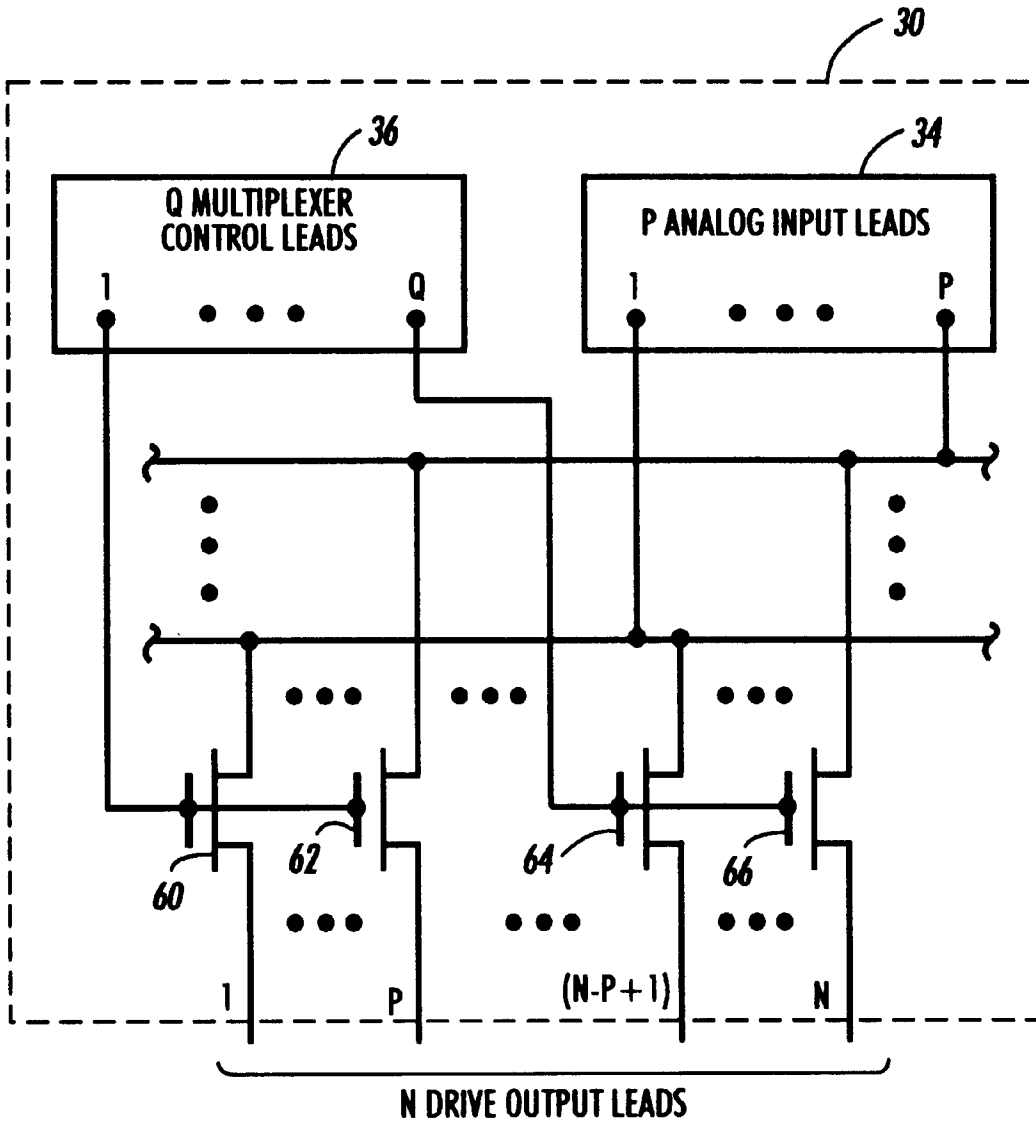 30
36
34
Q MULTIPLEXER
CONTROL LEADS
P ANALOG INPUT LEADS
1 Q
1 P
60
62
64
66
1
P
(N-P+1)
N
N DRIVE OUTPUT LEADS